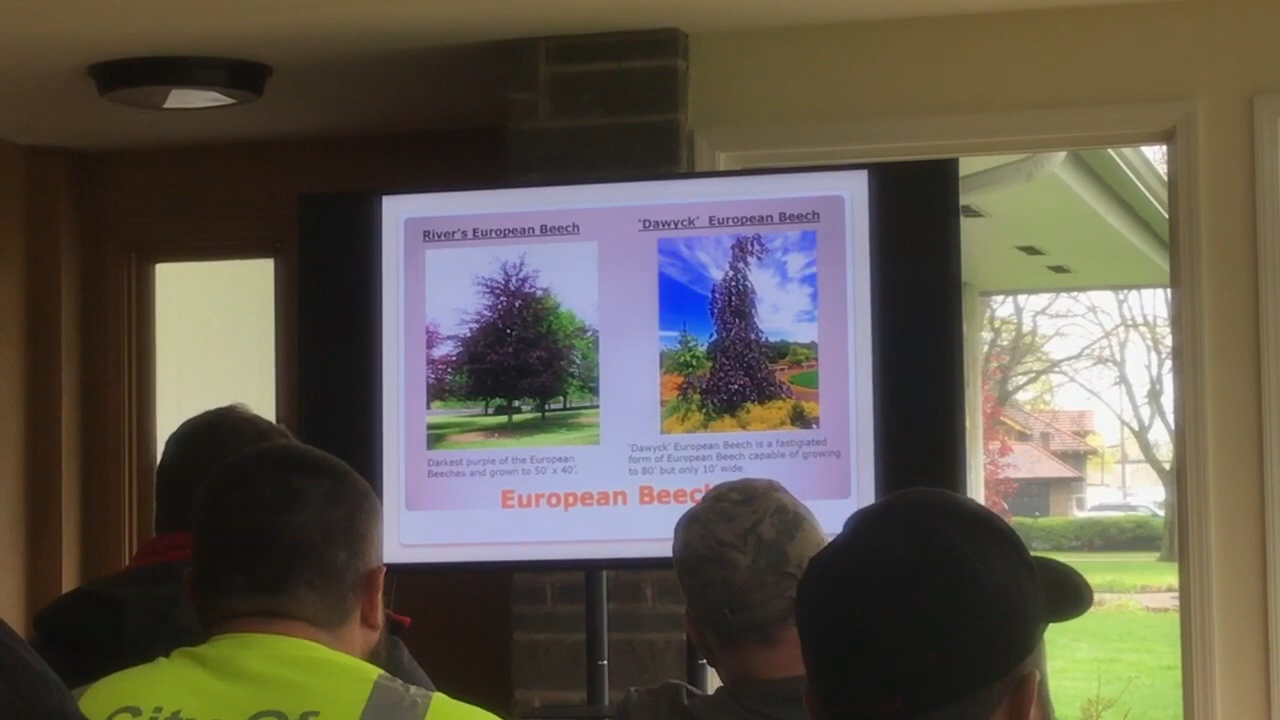 River's European Beech
'Dawyck' European Beech
Darkest purple of the European
Beeches and grown to 50' x 40'.
'Dawyck' European Beech is a fastigiated
form of European Beech capable of growing
to 80' but only 10' wide.
European Beech
City Of